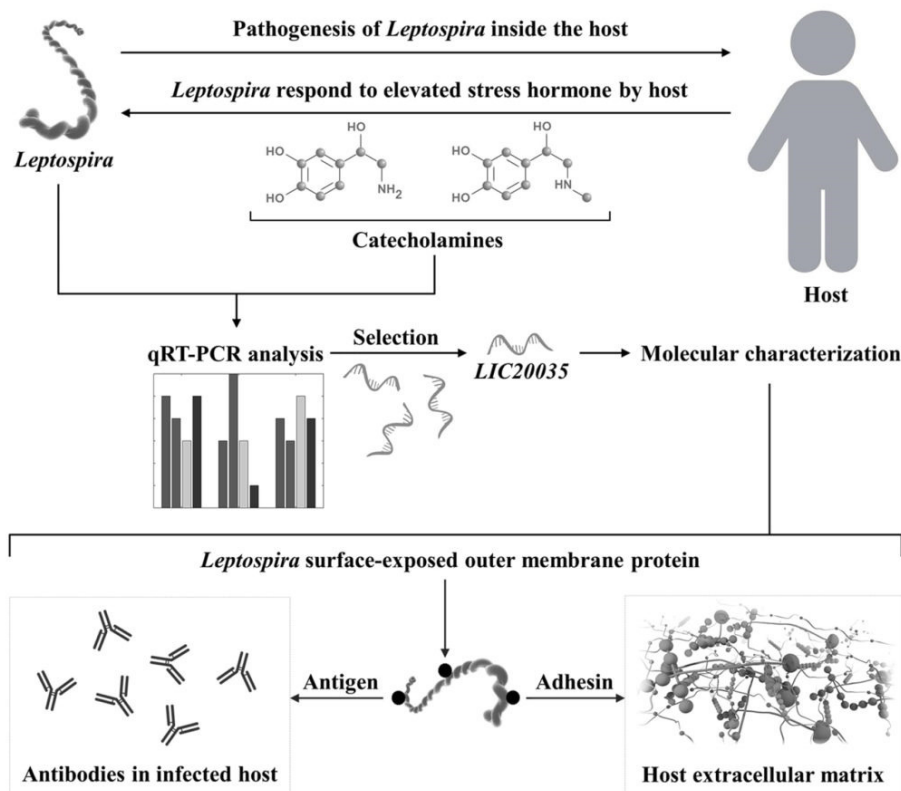 Pathogenesis of Leptospira inside the host
Leptospira respond to elevated stress hormone by host
Leptospira
HO
HO
HO
NH2
HO
HO
HO
HN
Catecholamines
Host
qRT-PCR analysis
Selection
LIC20035
Molecular characterization
Leptospira surface-exposed outer membrane protein
Antigen
Adhesin
Antibodies in infected host
Host extracellular matrix